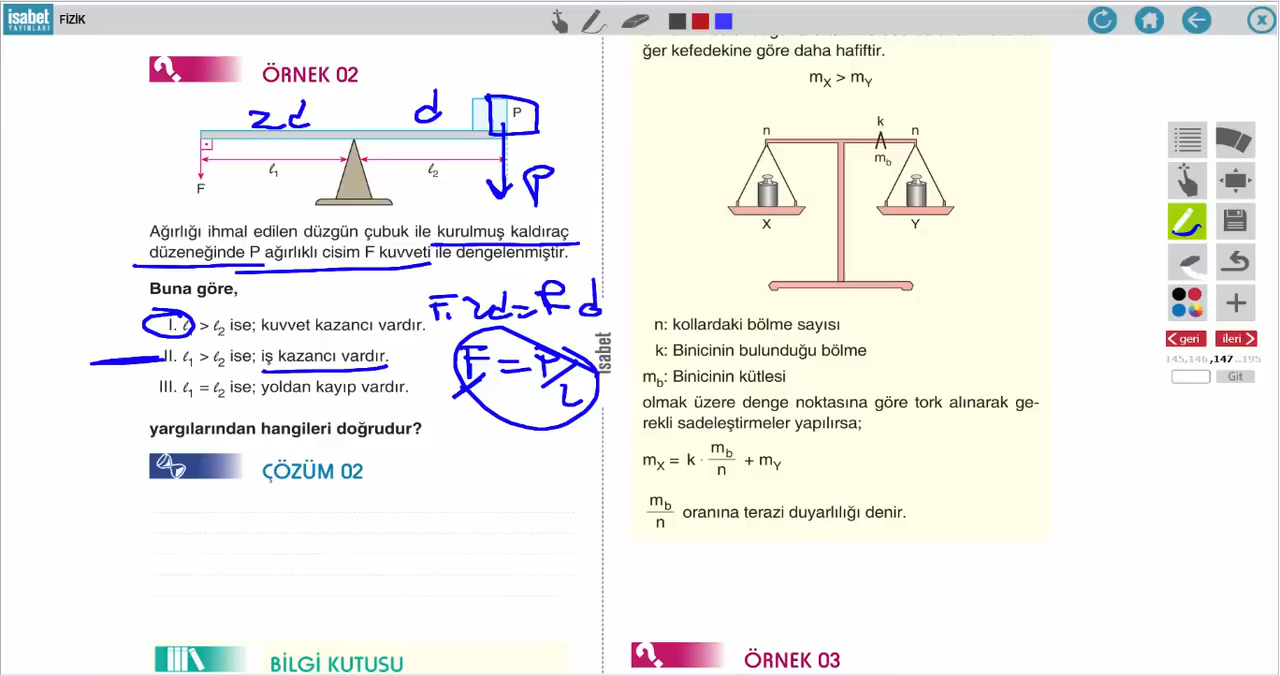 isabet
YAYINLARI
FİZİK
ÖRNEK 02
2d
d
P
ℓ1
ℓ2
F
P
Ağırlığı ihmal edilen düzgün çubuk ile kurulmuş kaldıraç
düzeneğinde P ağırlıklı cisim F kuvveti ile dengelenmiştir.
Buna göre,
F.2d=P.d
I. ℓ1 > ℓ2 ise; kuvvet kazancı vardır.
II. ℓ1 > ℓ2 ise; iş kazancı vardır.
F = P/2
III. ℓ1 = ℓ2 ise; yoldan kayıp vardır.
yargılarından hangileri doğrudur?
ÇÖZÜM 02
BİLGİ KUTUSU
isabet
ğer kefedekine göre daha hafiftir.
mX > mY
n
k
n
mb
X
Y
n: kollardaki bölme sayısı
k: Binicinin bulunduğu bölme
mb: Binicinin kütlesi
olmak üzere denge noktasına göre tork alınarak ge-
rekli sadeleştirmeler yapılırsa;
mX = k · mb/n + mY
mb/n oranına terazi duyarlılığı denir.
ÖRNEK 03
geri
ileri
145,146,147,..195
Git